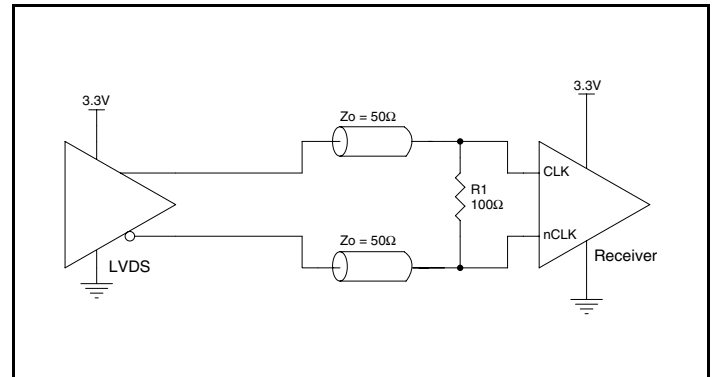 3.3V
3.3V
Zo = 50Ω
CLK
R1
100Ω
nCLK
Zo = 50Ω
LVDS
Receiver